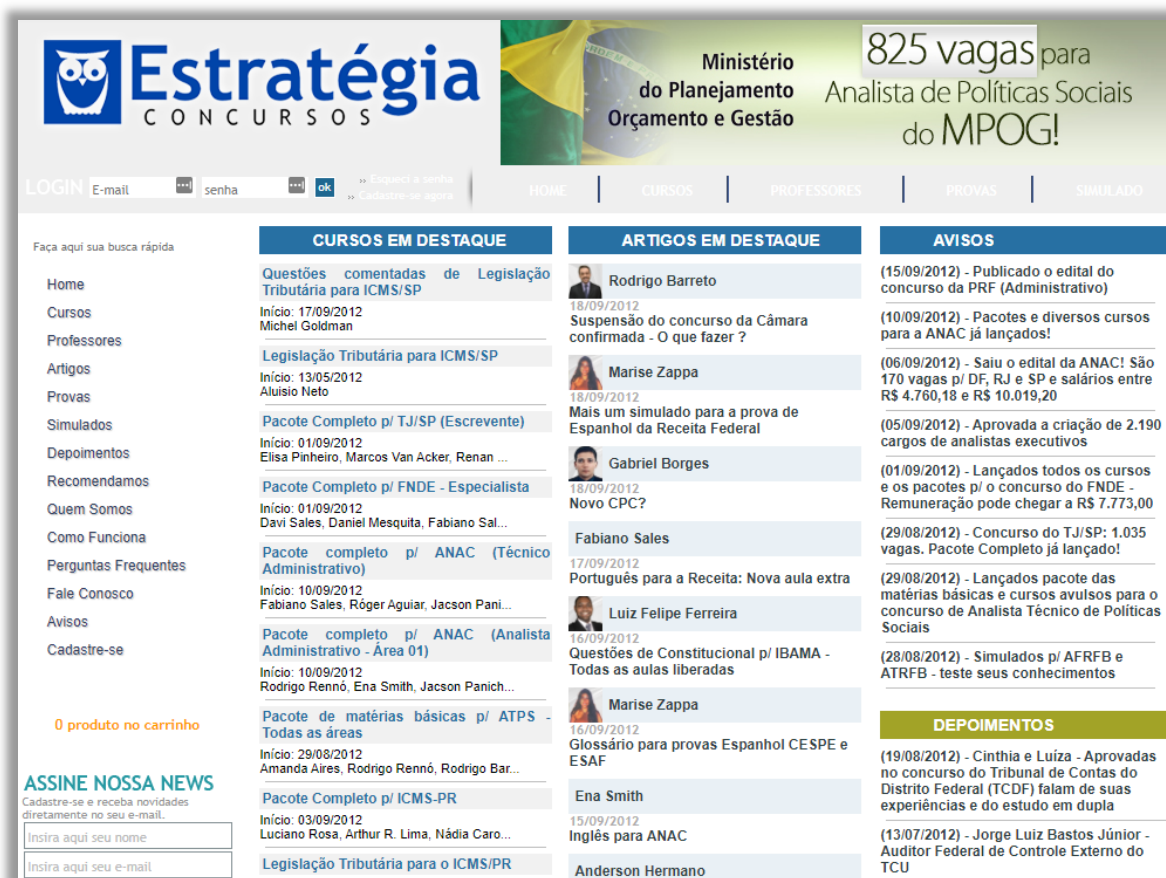 Estratégia
CONCURSOS
Ministério
do Planejamento
Orçamento e Gestão
825 vagas para
Analista de Políticas Sociais
do MPOG!
LOGIN
E-mail
senha
ok
›› Esqueci a senha
›› Cadastre-se agora
HOME
CURSOS
PROFESSORES
PROVAS
SIMULADO
Faça aqui sua busca rápida
Home
Cursos
Professores
Artigos
Provas
Simulados
Depoimentos
Recomendamos
Quem Somos
Como Funciona
Perguntas Frequentes
Fale Conosco
Avisos
Cadastre-se
0 produto no carrinho
ASSINE NOSSA NEWS
Cadastre-se e receba novidades
diretamente no seu e-mail.
Insira aqui seu nome
Insira aqui seu e-mail
CURSOS EM DESTAQUE
Questões comentadas de Legislação
Tributária para ICMS/SP
Início: 17/09/2012
Michel Goldman
Legislação Tributária para ICMS/SP
Início: 13/05/2012
Aluisio Neto
Pacote Completo p/ TJ/SP (Escrevente)
Início: 01/09/2012
Elisa Pinheiro, Marcos Van Acker, Renan ...
Pacote Completo p/ FNDE - Especialista
Início: 01/09/2012
Davi Sales, Daniel Mesquita, Fabiano Sal...
Pacote completo p/ ANAC (Técnico
Administrativo)
Início: 10/09/2012
Fabiano Sales, Róger Aguiar, Jacson Pani...
Pacote completo p/ ANAC (Analista
Administrativo - Área 01)
Início: 10/09/2012
Rodrigo Rennó, Ena Smith, Jacson Panich...
Pacote de matérias básicas p/ ATPS -
Todas as áreas
Início: 29/08/2012
Amanda Aires, Rodrigo Rennó, Rodrigo Bar...
Pacote Completo p/ ICMS-PR
Início: 03/09/2012
Luciano Rosa, Arthur R. Lima, Nádia Caro...
Legislação Tributária para o ICMS/PR
ARTIGOS EM DESTAQUE
Rodrigo Barreto
18/09/2012
Suspensão do concurso da Câmara
confirmada - O que fazer ?
Marise Zappa
18/09/2012
Mais um simulado para a prova de
Espanhol da Receita Federal
Gabriel Borges
18/09/2012
Novo CPC?
Fabiano Sales
17/09/2012
Português para a Receita: Nova aula extra
Luiz Felipe Ferreira
16/09/2012
Questões de Constitucional p/ IBAMA -
Todas as aulas liberadas
Marise Zappa
16/09/2012
Glossário para provas Espanhol CESPE e
ESAF
Ena Smith
15/09/2012
Inglês para ANAC
Anderson Hermano
AVISOS
(15/09/2012) - Publicado o edital do
concurso da PRF (Administrativo)
(10/09/2012) - Pacotes e diversos cursos
para a ANAC já lançados!
(06/09/2012) - Saiu o edital da ANAC! São
170 vagas p/ DF, RJ e SP e salários entre
R$ 4.760,18 e R$ 10.019,20
(05/09/2012) - Aprovada a criação de 2.190
cargos de analistas executivos
(01/09/2012) - Lançados todos os cursos
e os pacotes p/ o concurso do FNDE -
Remuneração pode chegar a R$ 7.773,00
(29/08/2012) - Concurso do TJ/SP: 1.035
vagas. Pacote Completo já lançado!
(29/08/2012) - Lançados pacote das
matérias básicas e cursos avulsos para o
concurso de Analista Técnico de Políticas
Sociais
(28/08/2012) - Simulados p/ AFRFB e
ATRFB - teste seus conhecimentos
DEPOIMENTOS
(19/08/2012) - Cinthia e Luíza - Aprovadas
no concurso do Tribunal de Contas do
Distrito Federal (TCDF) falam de suas
experiências e do estudo em dupla
(13/07/2012) - Jorge Luiz Bastos Júnior -
Auditor Federal de Controle Externo do
TCU